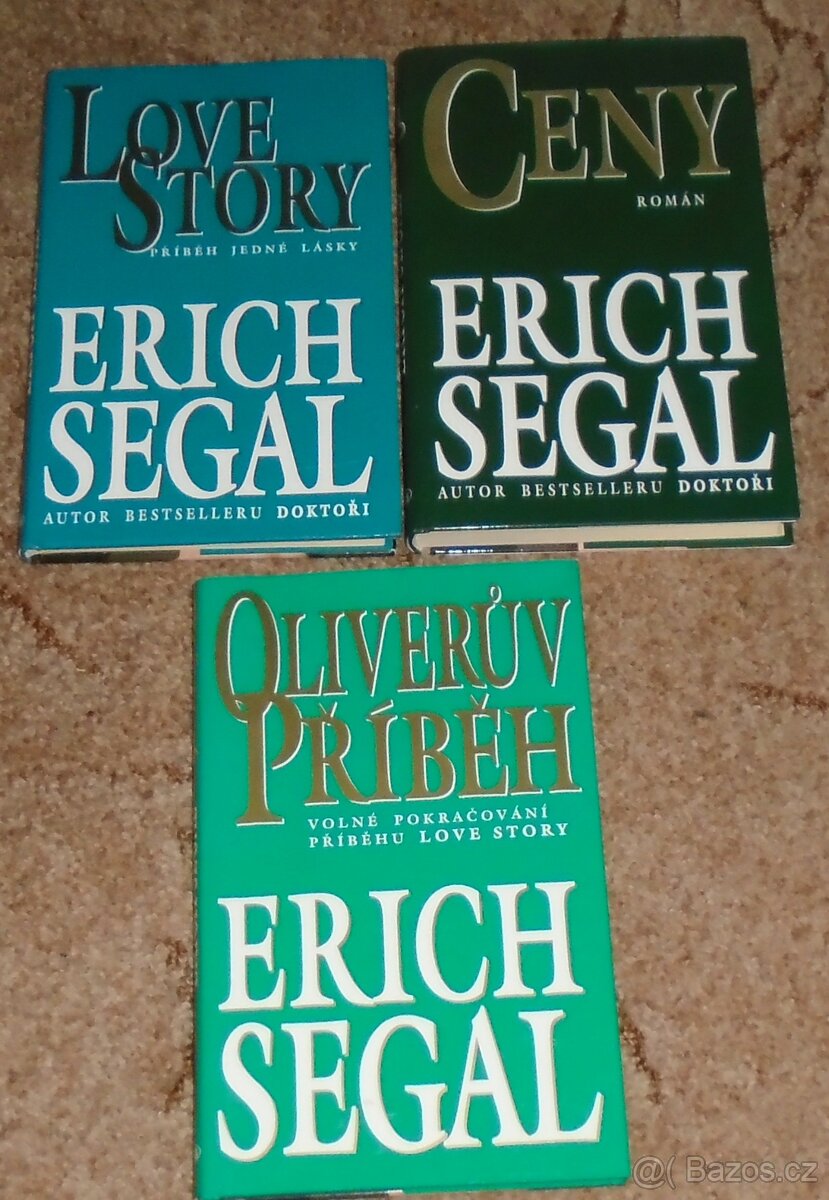 LOVE
STORY
PŘÍBĚH JEDNÉ LÁSKY
ERICH
SEGAL
AUTOR BESTSELLERU DOKTOŘI
CENY
ROMÁN
ERICH
SEGAL
AUTOR BESTSELLERU DOKTOŘI
OLIVERŮV
PŘÍBĚH
VOLNÉ POKRAČOVÁNÍ
PŘÍBĚHU LOVE STORY
ERICH
SEGAL
@( Bazos.cz